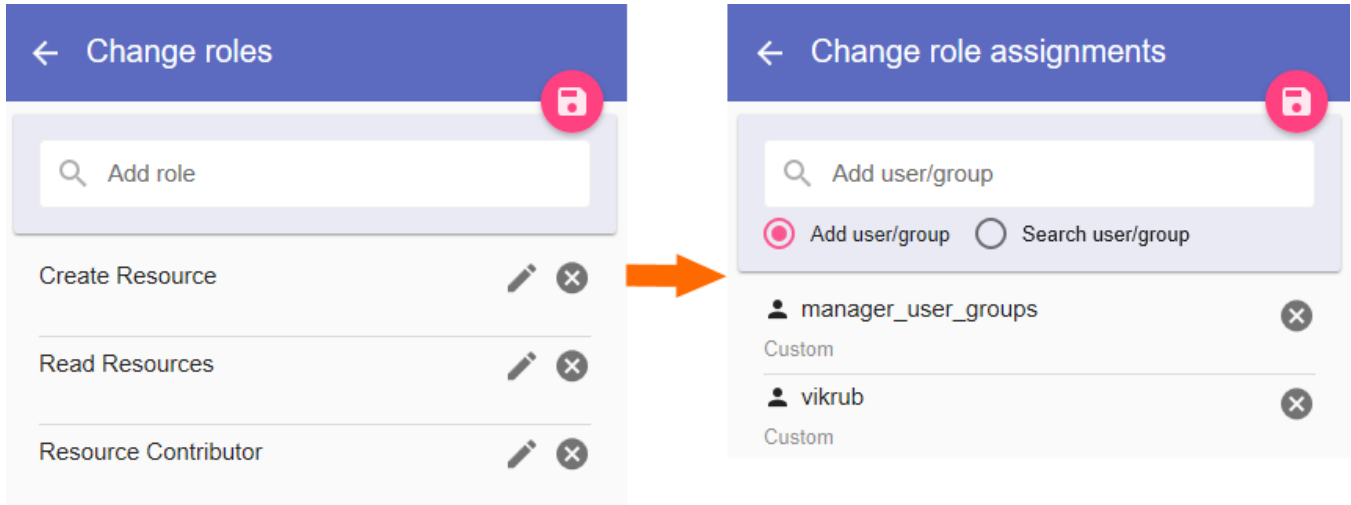 Change roles
Add role
Create Resource
Read Resources
Resource Contributor
Change role assignments
Add user/group
Add user/group Search user/group
manager_user_groups
Custom
vikrub
Custom